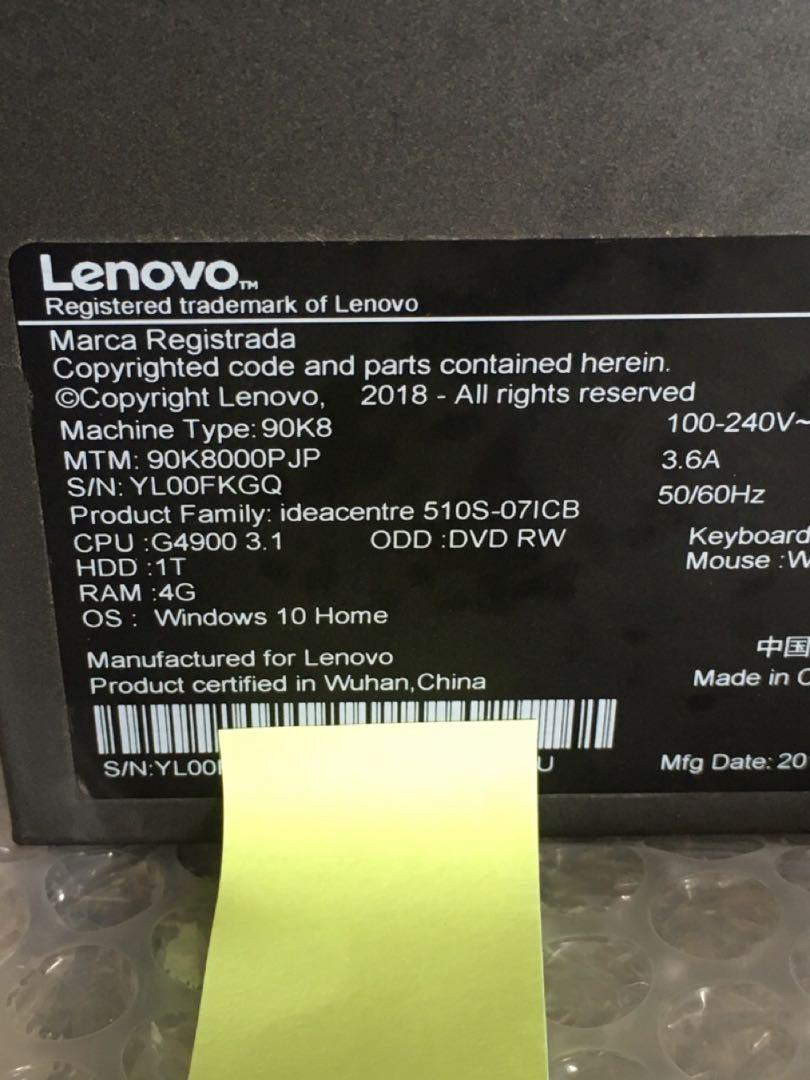 Lenovo™
Registered trademark of Lenovo
Marca Registrada
Copyrighted code and parts contained herein.
©Copyright Lenovo, 2018 - All rights reserved
Machine Type: 90K8 100-240V~
MTM: 90K8000PJP 3.6A
S/N: YL00FKGQ 50/60Hz
Product Family: ideacentre 510S-07ICB
CPU :G4900 3.1 ODD :DVD RW Keyboard
HDD :1T Mouse :W
RAM :4G
OS : Windows 10 Home
Manufactured for Lenovo 中国
Product certified in Wuhan,China Made in C
S/N:YL00 U Mfg Date: 20